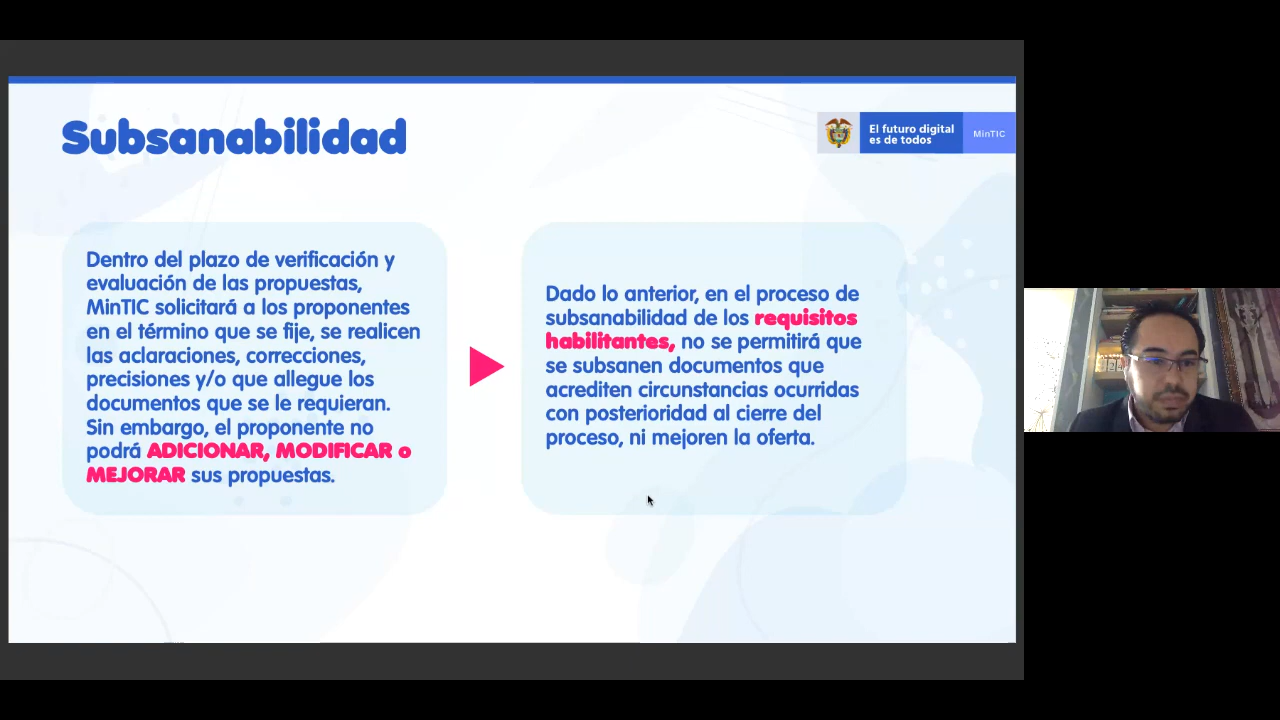 Subsanabilidad
El futuro digital
es de todos
MinTIC
Dentro del plazo de verificación y
evaluación de las propuestas,
MinTIC solicitará a los proponentes
en el término que se fije, se realicen
las aclaraciones, correcciones,
precisiones y/o que allegue los
documentos que se le requieran.
Sin embargo, el proponente no
podrá ADICIONAR, MODIFICAR o
MEJORAR sus propuestas.
Dado lo anterior, en el proceso de
subsanabilidad de los requisitos
habilitantes, no se permitirá que
se subsanen documentos que
acrediten circunstancias ocurridas
con posterioridad al cierre del
proceso, ni mejoren la oferta.